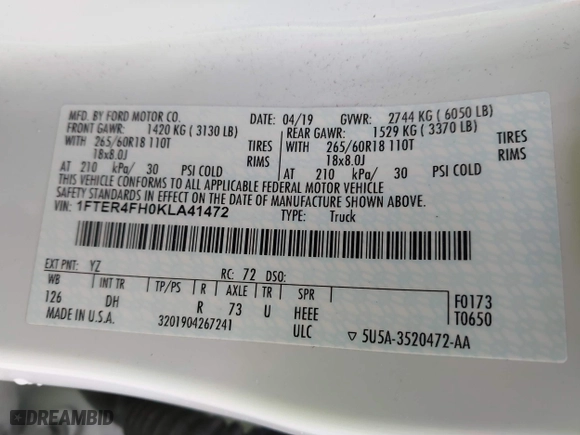 MFD. BY FORD MOTOR CO.
DATE: 04/19 GVWR: 2744 KG ( 6050 LB)
FRONT GAWR: 1420 KG ( 3130 LB) REAR GAWR: 1529 KG ( 3370 LB)
WITH 265/60R18 110T TIRES WITH 265/60R18 110T TIRES
18x8.0J RIMS 18x8.0J RIMS
AT 210 kPa/ 30 PSI COLD AT 210 kPa/ 30 PSI COLD
THIS VEHICLE CONFORMS TO ALL APPLICABLE FEDERAL MOTOR VEHICLE
SAFETY STANDARDS IN EFFECT ON THE DATE OF MANUFACTURE SHOWN ABOVE.
VIN: 1FTER4FH0KLA41472 TYPE: Truck
EXT PNT: YZ RC: 72 DSO:
WB INT TR TP/PS R AXLE TR SPR F0173
126 DH R 73 U HEEE T0650
MADE IN U.S.A. 3201904267241 ULC ▽ 5U5A-3520472-AA
DREAMBID